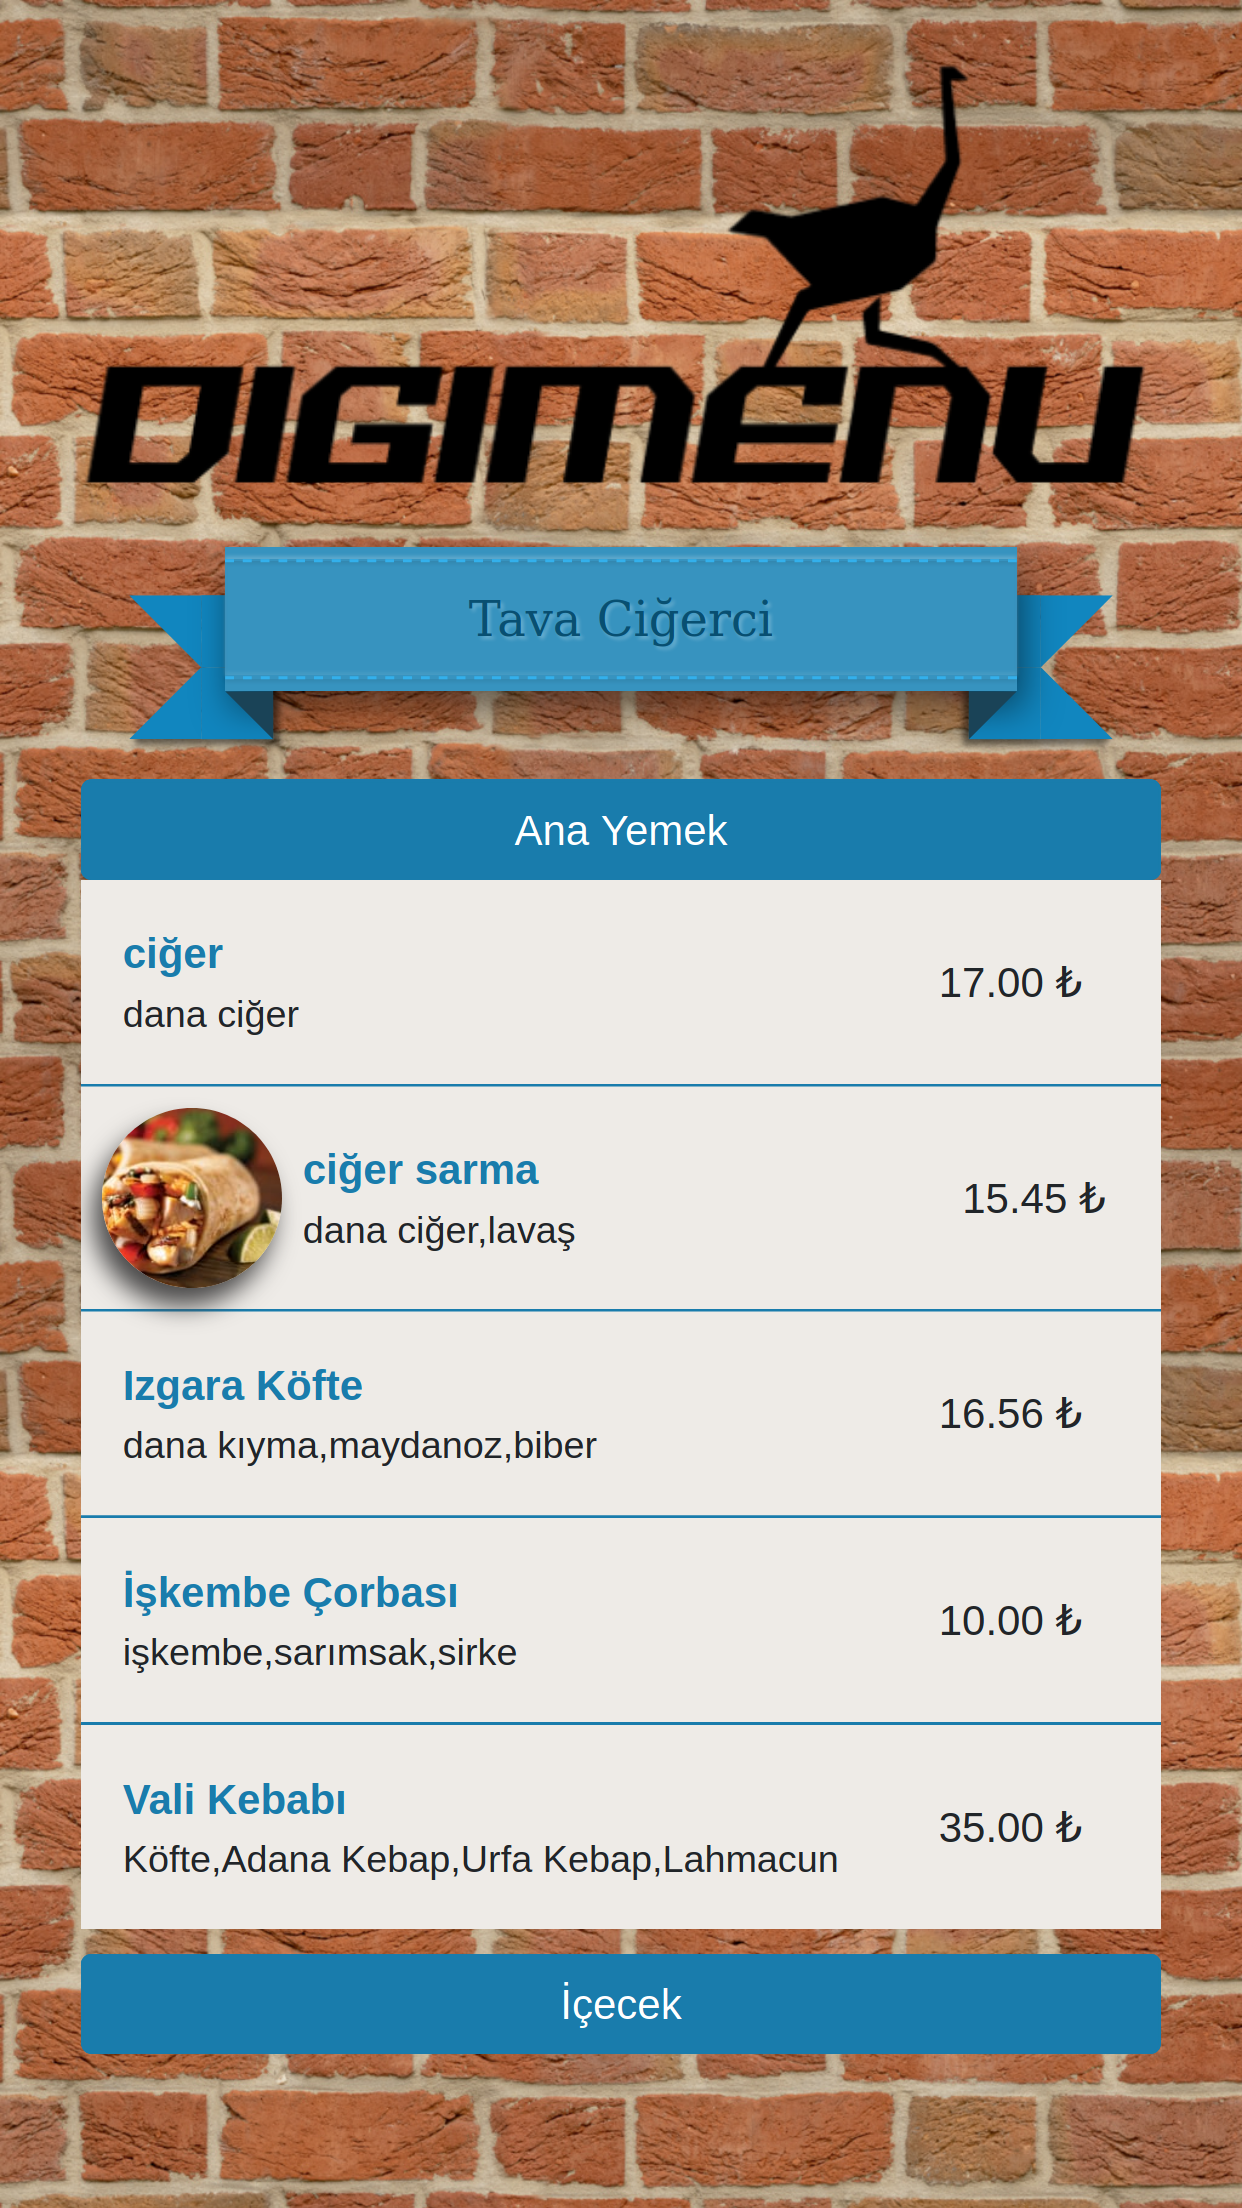 DIGIMENU
Tava Ciğerci
Ana Yemek
ciğer
dana ciğer
17.00 ₺
ciğer sarma
dana ciğer,lavaş
15.45 ₺
Izgara Köfte
dana kıyma,maydanoz,biber
16.56 ₺
İşkembe Çorbası
işkembe,sarımsak,sirke
10.00 ₺
Vali Kebabı
Köfte,Adana Kebap,Urfa Kebap,Lahmacun
35.00 ₺
İçecek